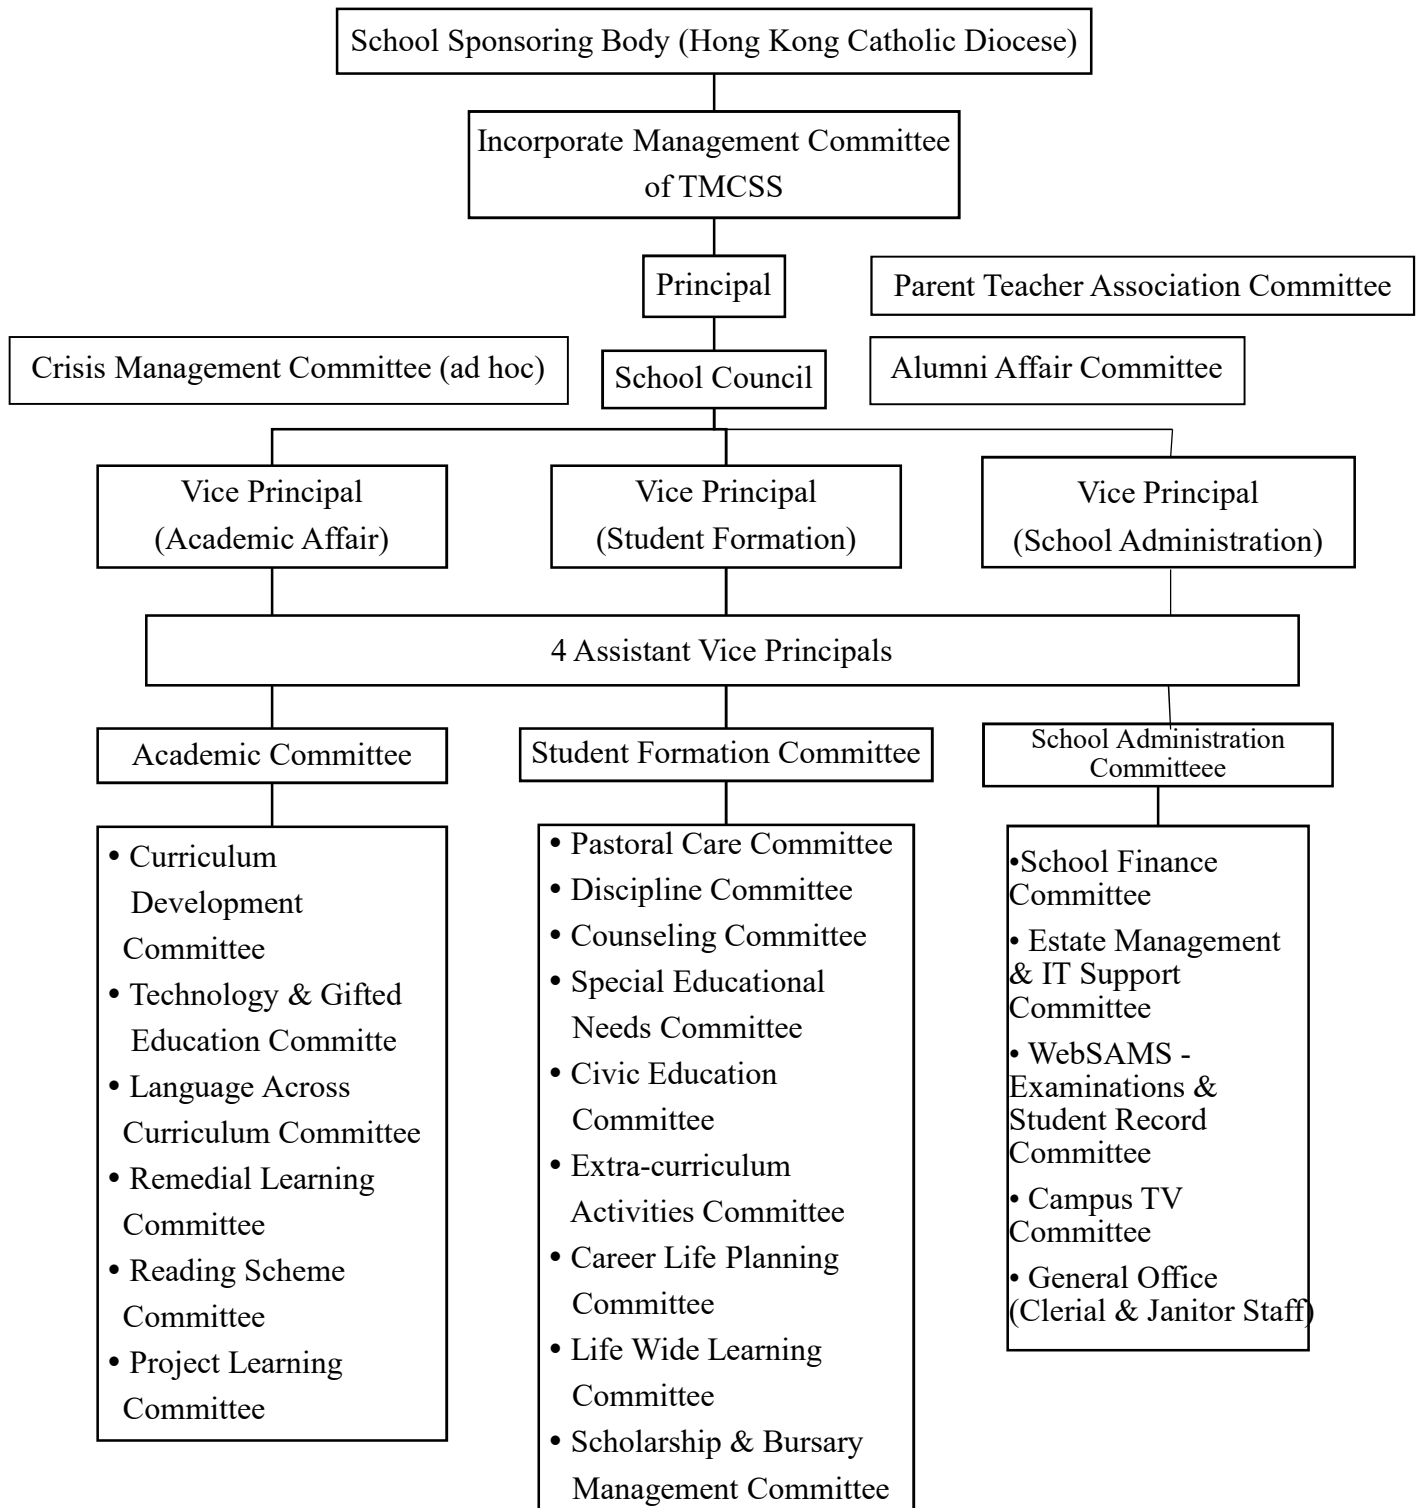 School Sponsoring Body (Hong Kong Catholic Diocese)
Incorporate Management Committee
of TMCSS
Principal
Parent Teacher Association Committee
Crisis Management Committee (ad hoc)
School Council
Alumni Affair Committee
Vice Principal
(Academic Affair)
Vice Principal
(Student Formation)
Vice Principal
(School Administration)
4 Assistant Vice Principals
Academic Committee
Student Formation Committee
School Administration
Committeee
• Curriculum
Development
Committee
• Technology & Gifted
Education Committe
• Language Across
Curriculum Committee
• Remedial Learning
Committee
• Reading Scheme
Committee
• Project Learning
Committee
• Pastoral Care Committee
• Discipline Committee
• Counseling Committee
• Special Educational
Needs Committee
• Civic Education
Committee
• Extra-curriculum
Activities Committee
• Career Life Planning
Committee
• Life Wide Learning
Committee
• Scholarship & Bursary
Management Committee
•School Finance
Committee
• Estate Management
& IT Support
Committee
• WebSAMS -
Examinations &
Student Record
Committee
• Campus TV
Committee
• General Office
(Clerial & Janitor Staff)